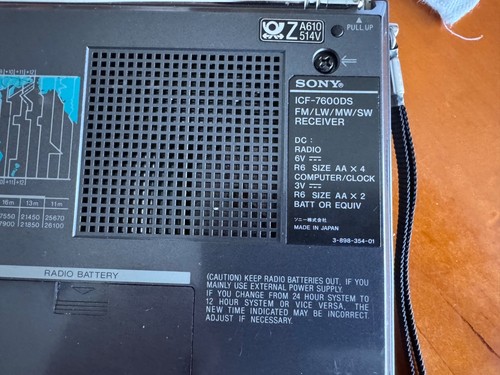 Z A610
514V
PULL UP
SONY®
ICF-7600DS
FM/LW/MW/SW
RECEIVER
DC:
RADIO
6V
R6 SIZE AA × 4
COMPUTER/CLOCK
3V
R6 SIZE AA × 2
BATT OR EQUIV
ソニー株式会社
MADE IN JAPAN
3-898-354-01
16m 13m 11m
21450 25670
21850 26100
RADIO BATTERY
(CAUTION) KEEP RADIO BATTERIES OUT, IF YOU
MAINLY USE EXTERNAL POWER SUPPLY.
IF YOU CHANGE FROM 24 HOUR SYSTEM TO
12 HOUR SYSTEM OR VICE VERSA, THE
NEW TIME INDICATED MAY BE INCORRECT.
ADJUST IF NECESSARY.